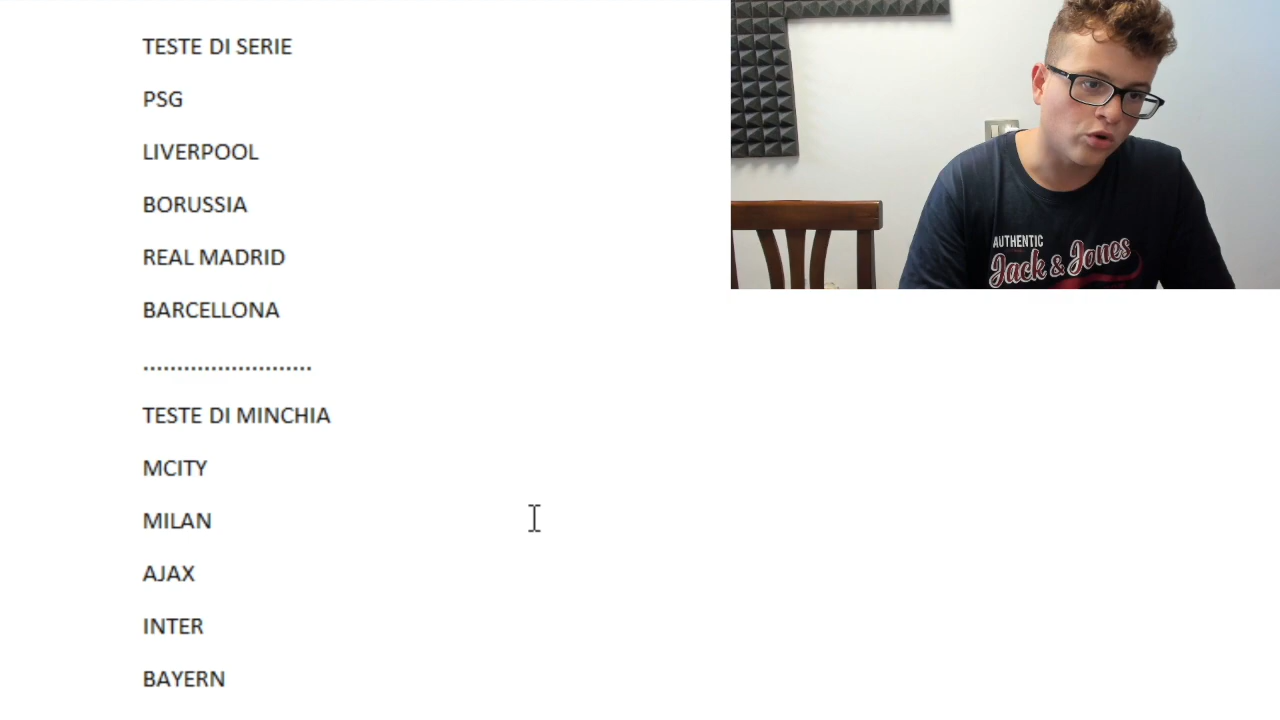 TESTE DI SERIE
PSG
LIVERPOOL
BORUSSIA
REAL MADRID
BARCELLONA
.........................
TESTE DI MINCHIA
MCITY
MILAN
AJAX
INTER
BAYERN
AUTHENTIC
Jack & Jones